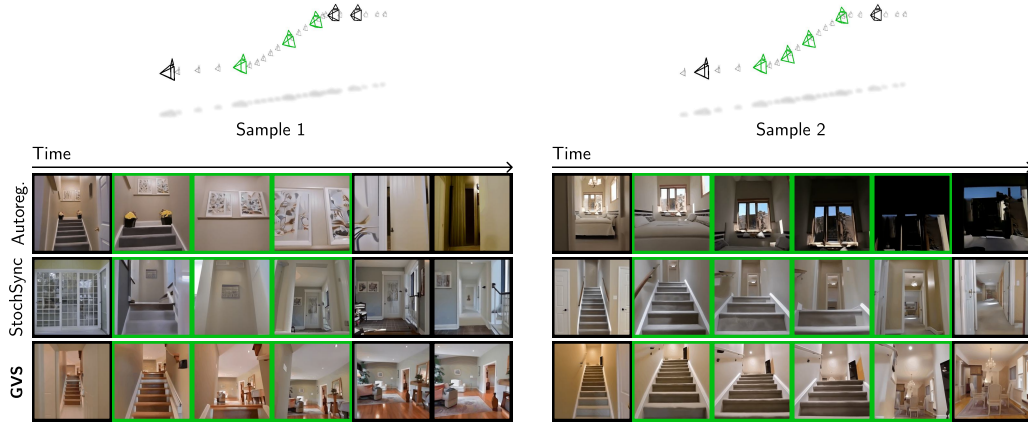 Sample 1
Sample 2
Time
Time
Autoreg.
StochSync
GVS